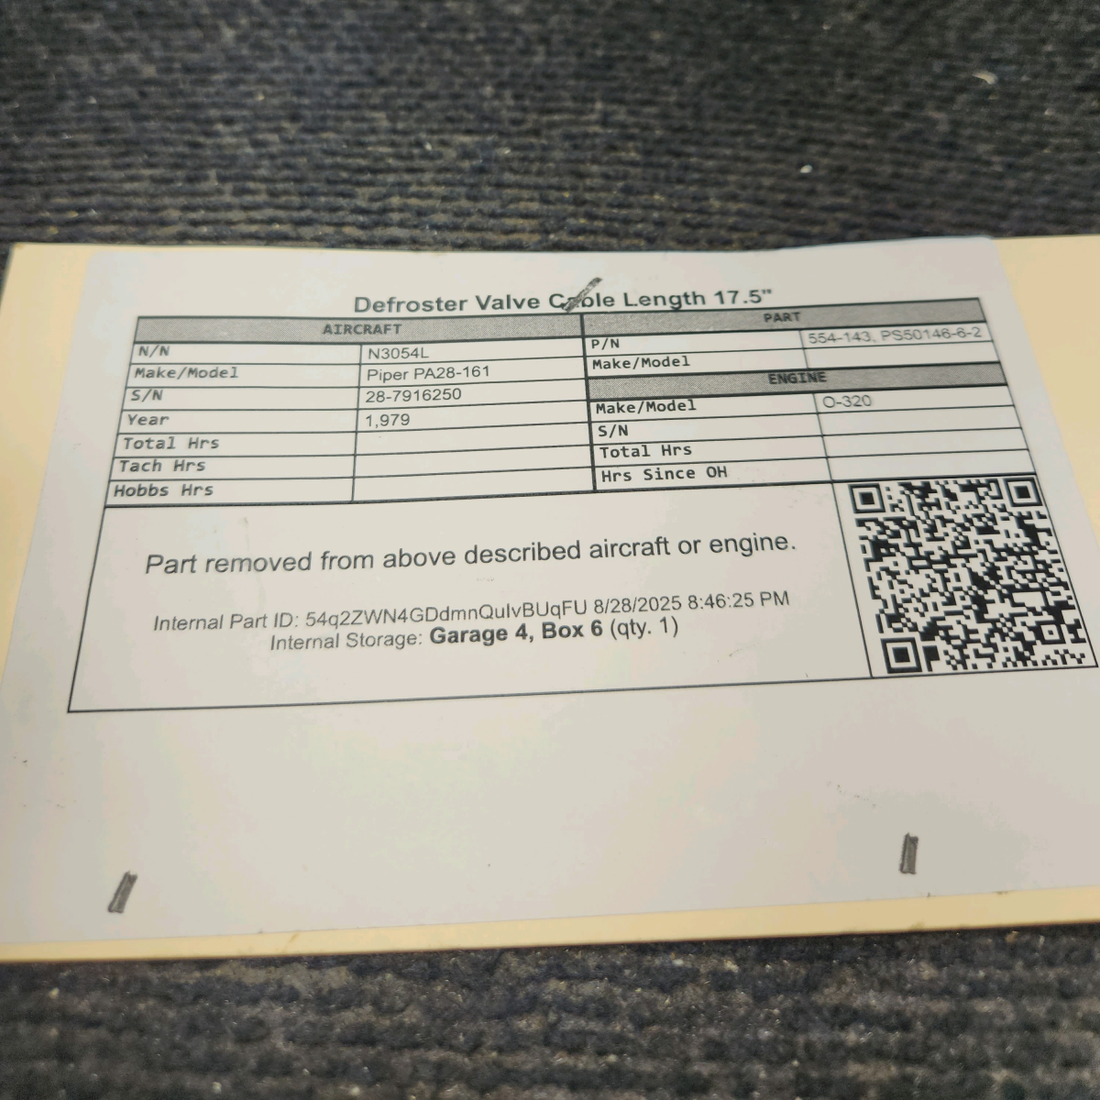 Defroster Valve Cable Length 17.5"
AIRCRAFT
N/N N3054L
Make/Model Piper PA28-161
S/N 28-7916250
Year 1,979
Total Hrs
Tach Hrs
Hobbs Hrs
PART
P/N 554-143, PS50146-6-2
Make/Model
ENGINE
Make/Model O-320
S/N
Total Hrs
Hrs Since OH
Part removed from above described aircraft or engine.
Internal Part ID: 54q2ZWN4GDdmnQuIvBUqFU 8/28/2025 8:46:25 PM
Internal Storage: Garage 4, Box 6 (qty. 1)